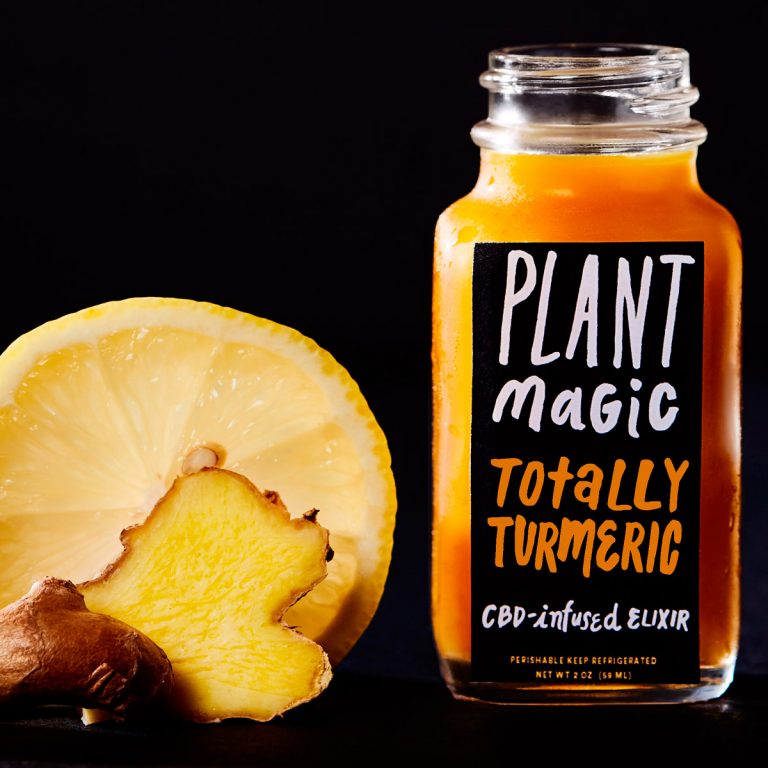 PLANT
magic
TOtaLLY
TURMERIC
CBD-infused ELIXIR
PERISHABLE KEEP REFRIGERATED
NET WT 2 OZ (59 ML)